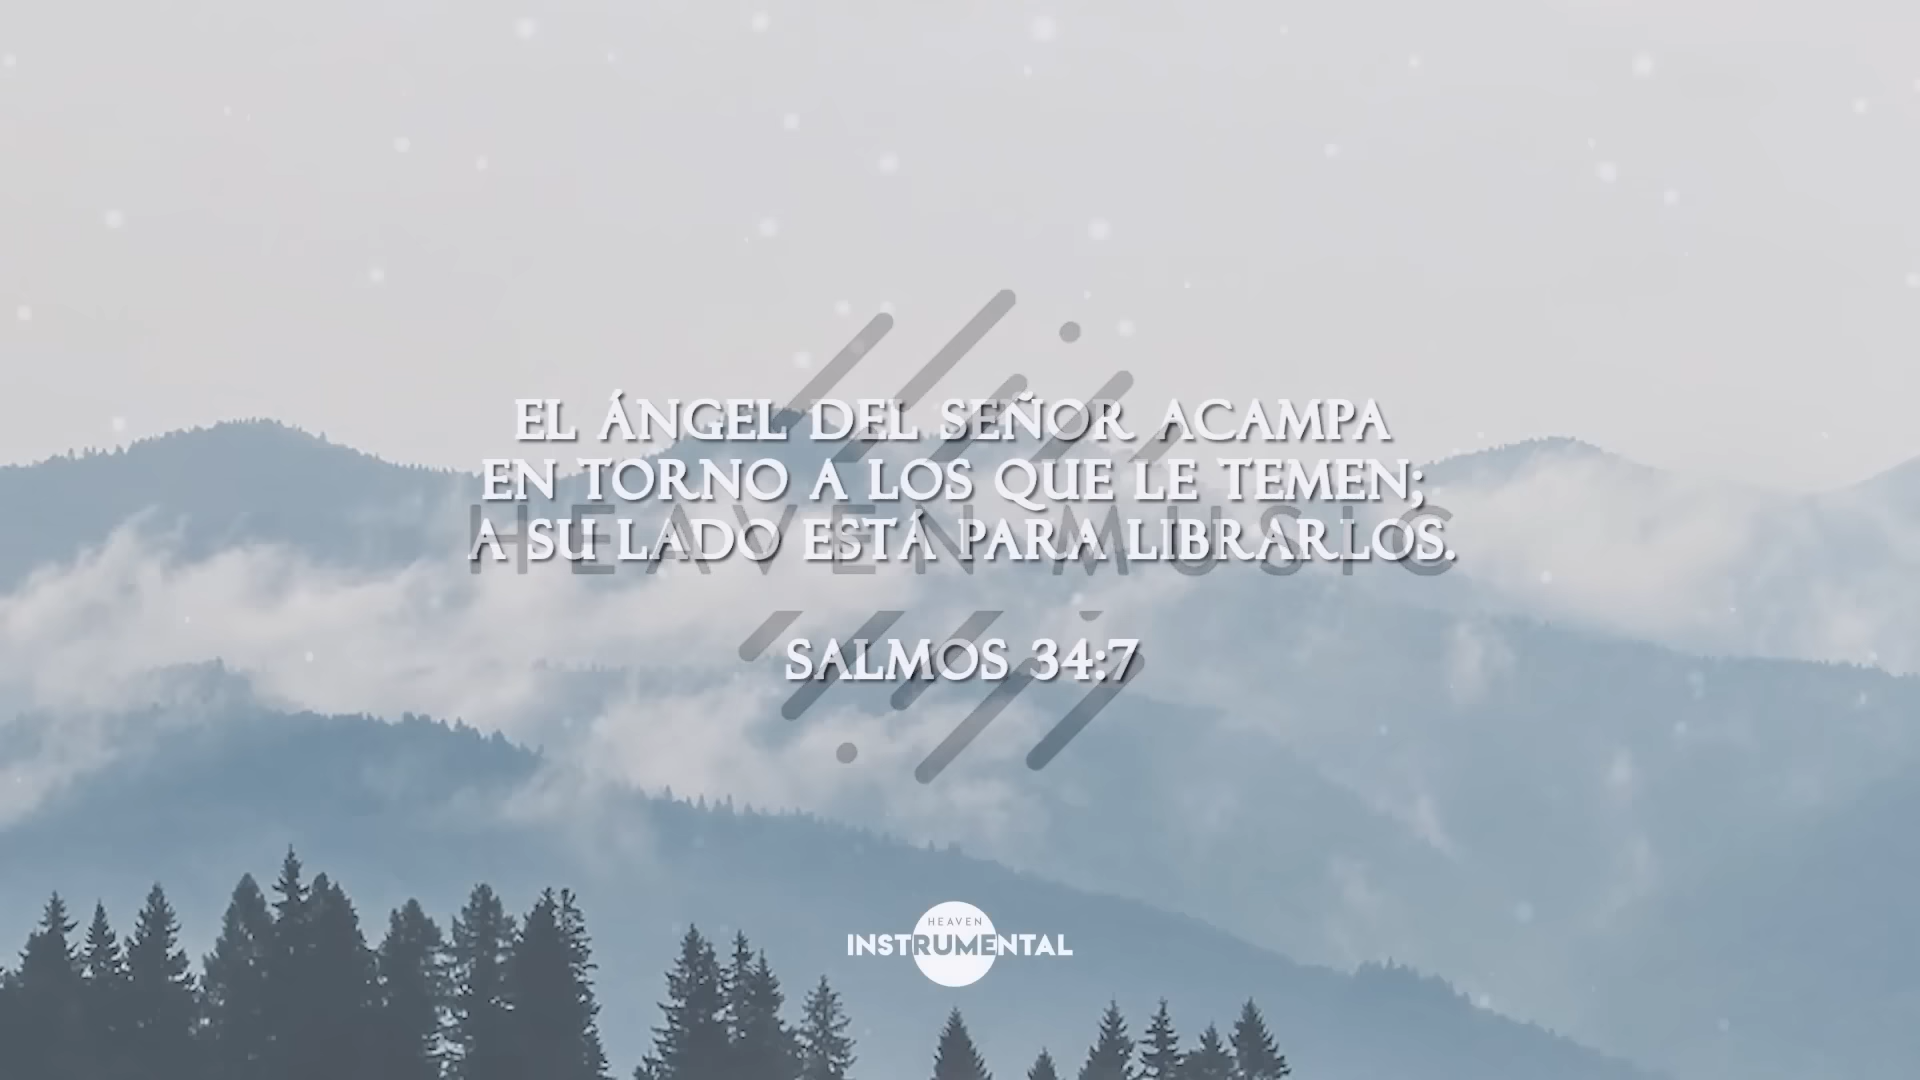 EL ÁNGEL DEL SEÑOR ACAMPA
EN TORNO A LOS QUE LE TEMEN;
A SU LADO ESTÁ PARA LIBRARLOS.
HEAVEN MUSIC
SALMOS 34:7
HEAVEN
INSTRUMENTAL